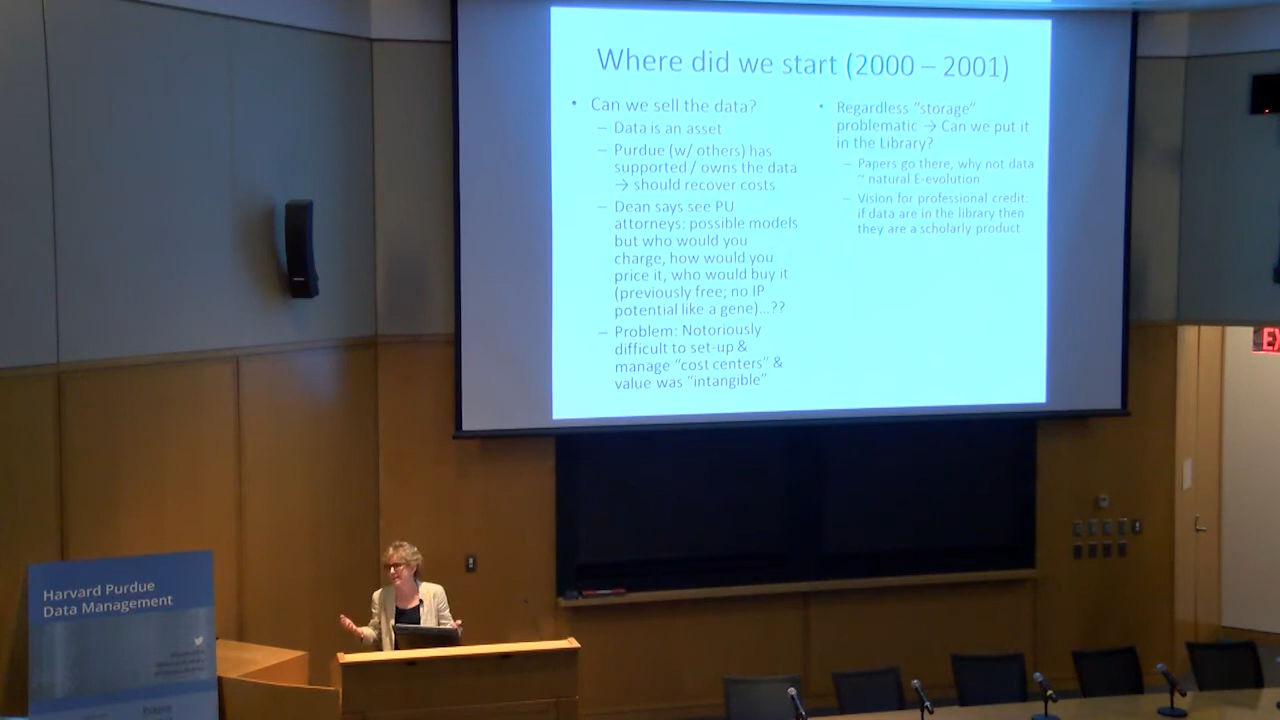 Where did we start (2000 – 2001)
• Can we sell the data?
– Data is an asset
– Purdue (w/ others) has
supported / owns the data
→ should recover costs
– Dean says see PU
attorneys: possible models
but who would you
charge, how would you
price it, who would buy it
(previously free; no IP
potential like a gene)...??
– Problem: Notoriously
difficult to set-up &
manage “cost centers” &
value was “intangible”
• Regardless “storage”
problematic → Can we put it
in the Library?
– Papers go there, why not data
~ natural E-evolution
– Vision for professional credit:
if data are in the library then
they are a scholarly product
Harvard Purdue
Data Management